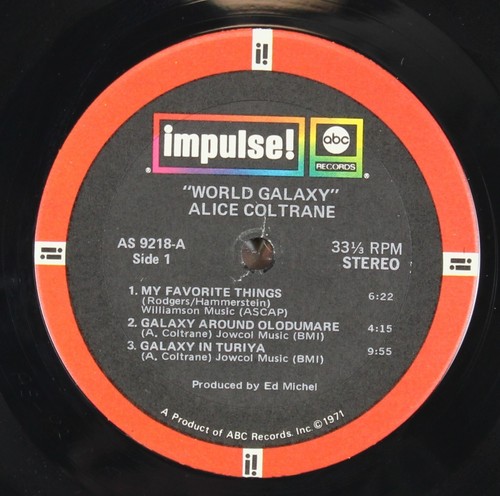 i!
impulse!
abc
RECORDS
"WORLD GALAXY"
ALICE COLTRANE
AS 9218-A
Side 1
33⅓ RPM
STEREO
i!
i!
1. MY FAVORITE THINGS 6:22
(Rodgers/Hammerstein)
Williamson Music (ASCAP)
2. GALAXY AROUND OLODUMARE 4:15
(A. Coltrane) Jowcol Music (BMI)
3. GALAXY IN TURIYA 9:55
(A. Coltrane) Jowcol Music (BMI)
Produced by Ed Michel
A Product of ABC Records, Inc. ©1971
i!